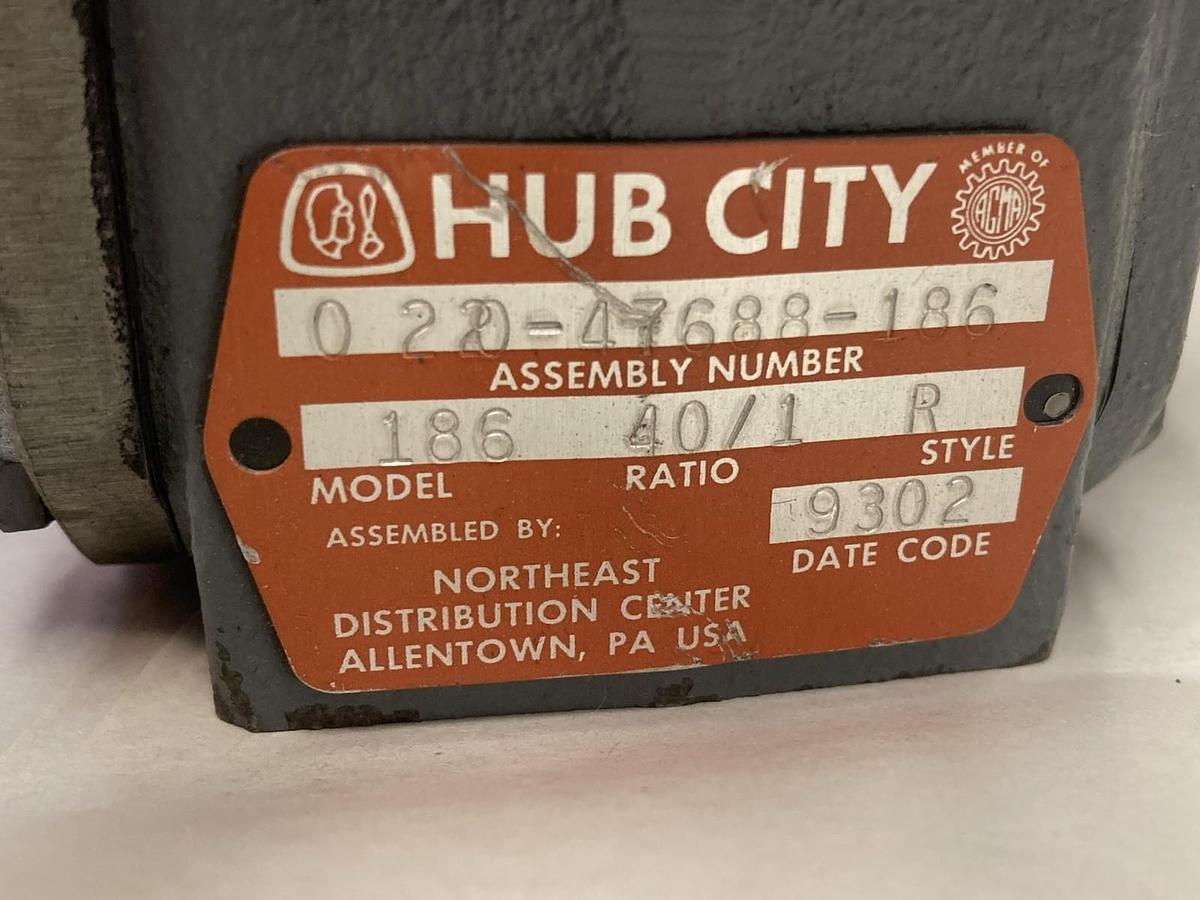 HUB CITY
MEMBER OF
AGMA
0 220-47688-186
ASSEMBLY NUMBER
186 40/1 R
MODEL RATIO STYLE
9302
DATE CODE
ASSEMBLED BY:
NORTHEAST
DISTRIBUTION CENTER
ALLENTOWN, PA USA